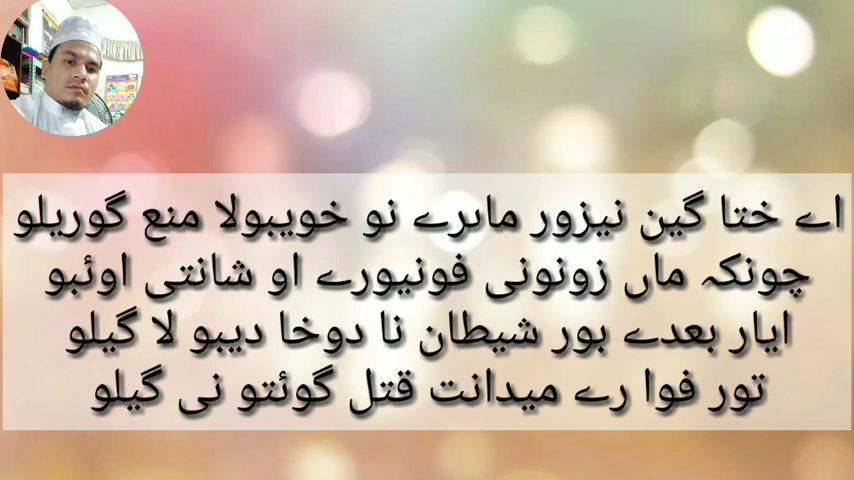 اے ختا گین نیزور ماںرے نو خویبولا منع گوریلو
چونکہ ماں زونونی فونیورے او شانتی اوئبو
ایار بعدے بور شیطان نا دوخا دیبو لا گیلو
تور فوا رے میدانت قتل گوئتو نی گیلو